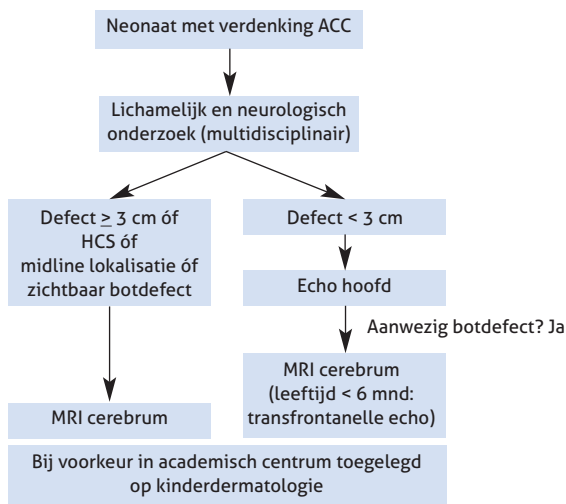 Neonaat met verdenking ACC
Lichamelijk en neurologisch
onderzoek (multidisciplinair)
Defect ≥ 3 cm óf
HCS óf
midline lokalisatie óf
zichtbaar botdefect
MRI cerebrum
Defect < 3 cm
Echo hoofd
Aanwezig botdefect? Ja
MRI cerebrum
(leeftijd < 6 mnd:
transfrontanelle echo)
Bij voorkeur in academisch centrum toegelegd
op kinderdermatologie